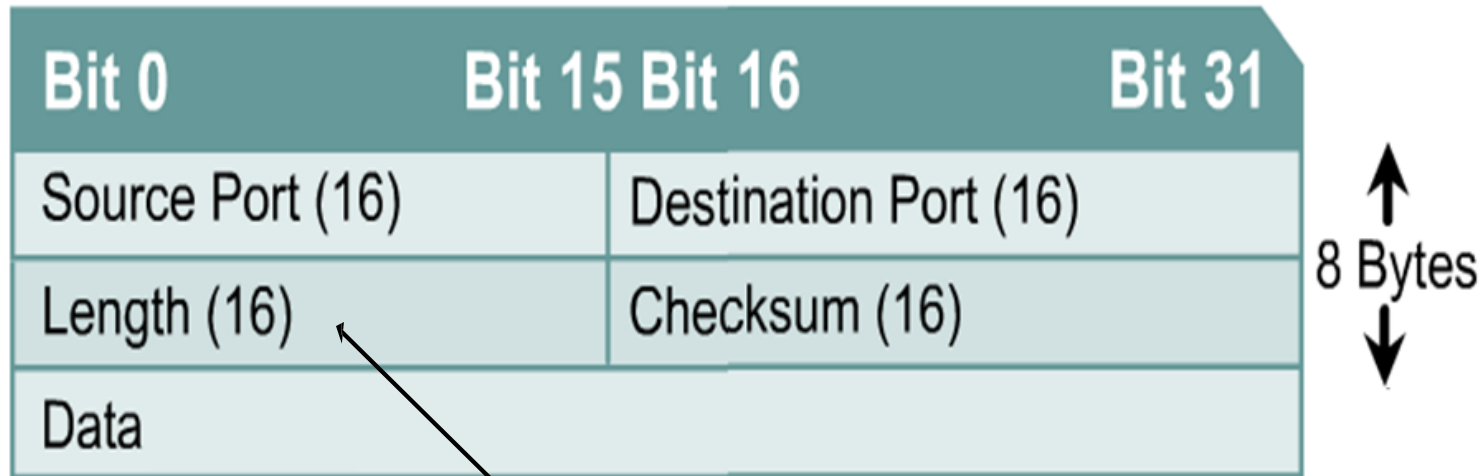 Bit 0 Bit 15 Bit 16 Bit 31
Source Port (16) Destination Port (16)
8 Bytes
Length (16) Checksum (16)
Data